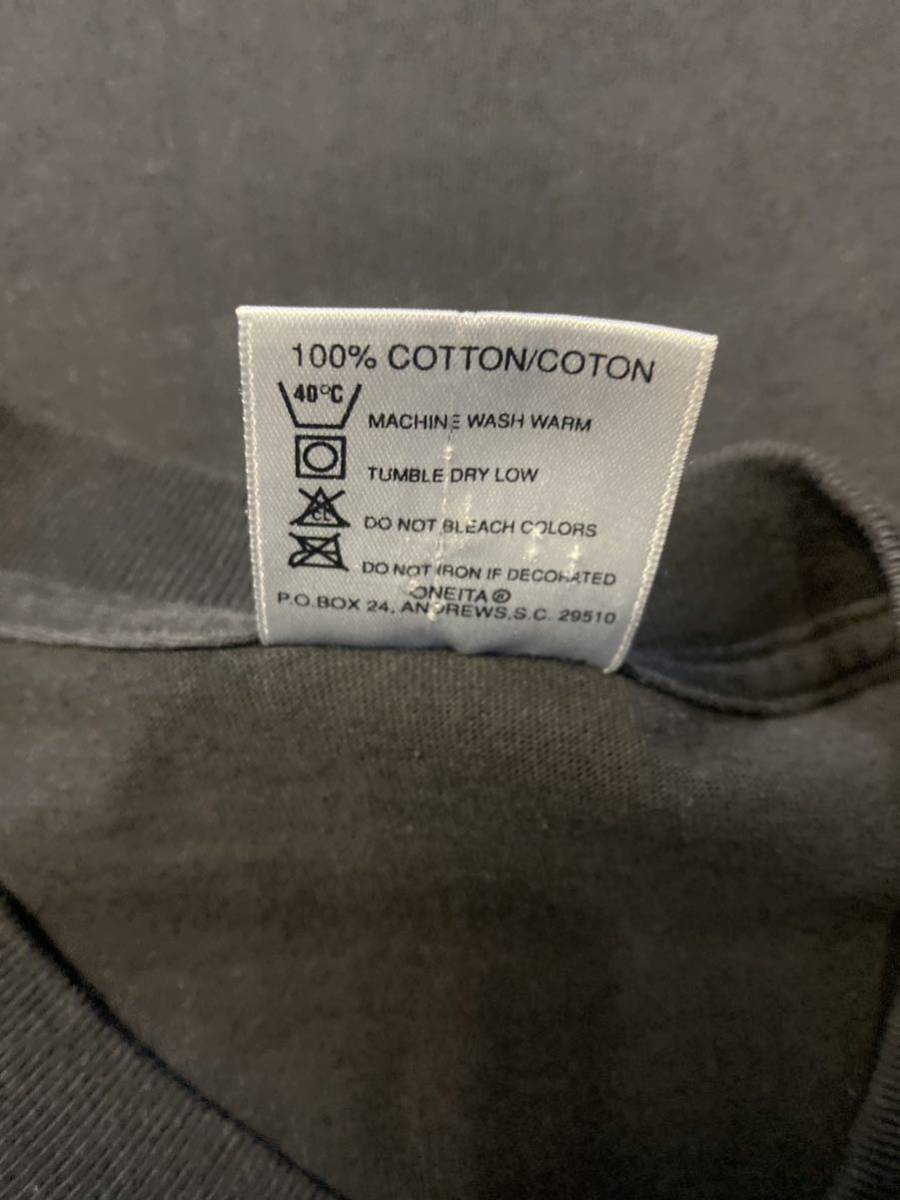 100% COTTON/COTON
40°C
MACHINE WASH WARM
TUMBLE DRY LOW
CL
DO NOT BLEACH COLORS
DO NOT IRON IF DECORATED
ONEITA®
P.O.BOX 24, ANDREWS,S.C. 29510